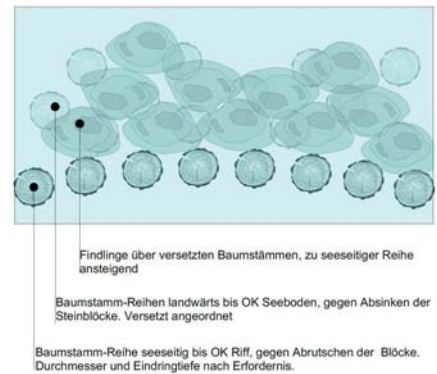 Findlinge über versetzten Baumstämmen, zu seeseitiger Reihe
ansteigend
Baumstamm-Reihen landwärts bis OK Seeboden, gegen Absinken der
Steinblöcke. Versetzt angeordnet
Baumstamm-Reihe seeseitig bis OK Riff, gegen Abrutschen der Blöcke.
Durchmesser und Eindringtiefe nach Erfordernis.